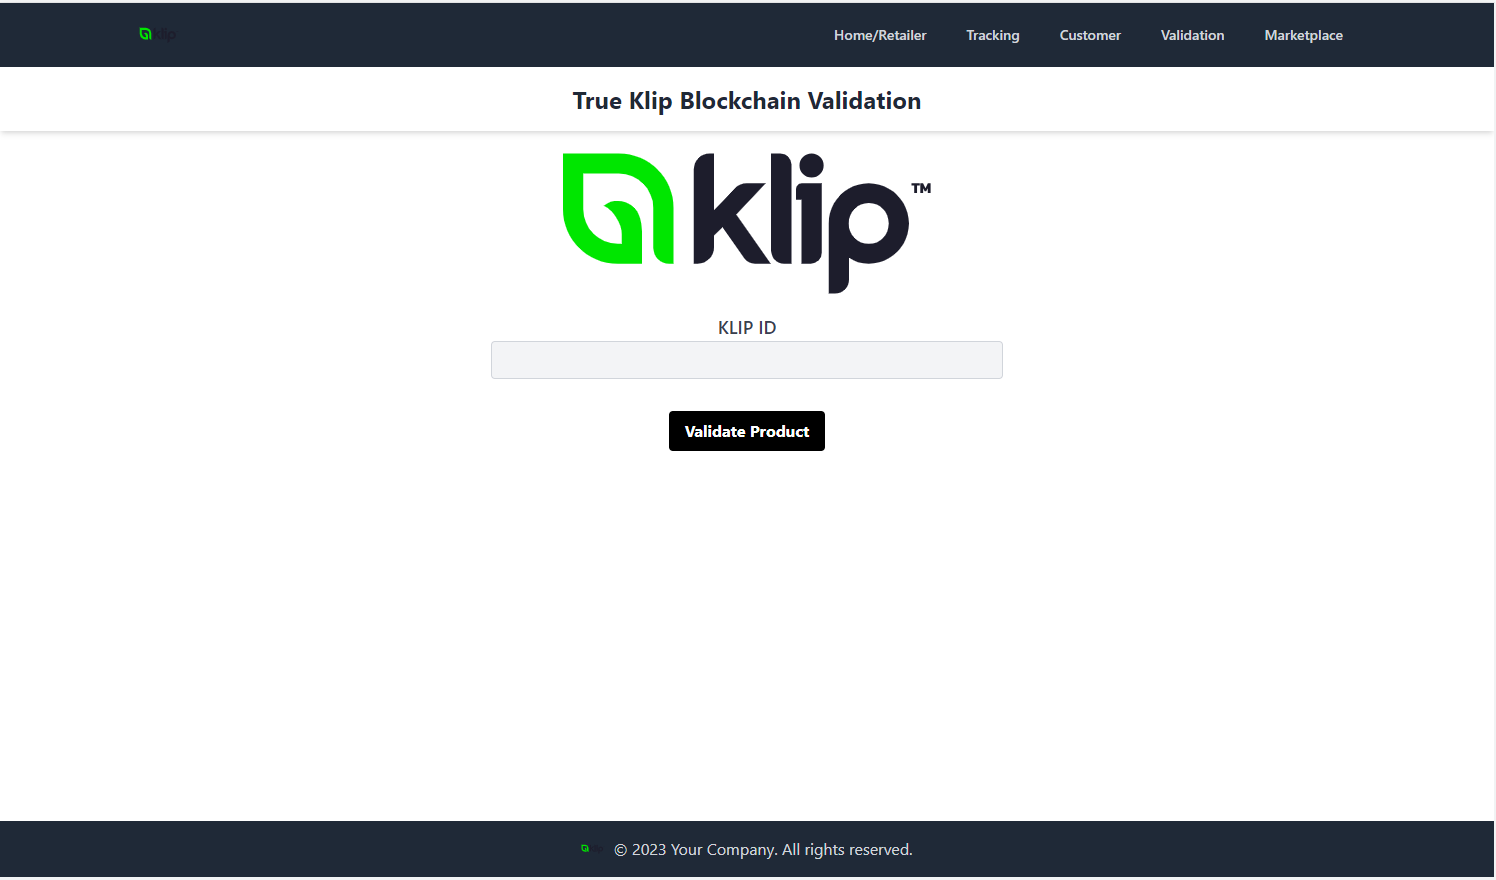 klip
Home/Retailer Tracking Customer Validation Marketplace
True Klip Blockchain Validation
klip™
KLIP ID
Validate Product
© 2023 Your Company. All rights reserved.